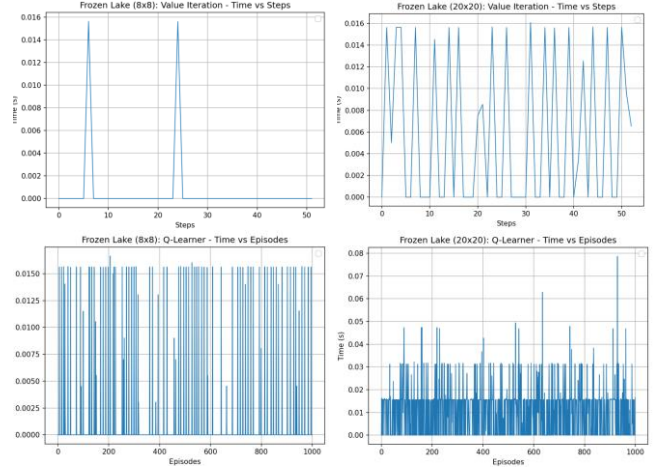 Frozen Lake (8x8): Value Iteration - Time vs Steps
0.016
0.014
0.012
0.010
0.008
0.006
0.004
0.002
0.000
Time (s)
0 10 20 30 40 50
Steps
Frozen Lake (20x20): Value Iteration - Time vs Steps
0.016
0.014
0.012
0.010
0.008
0.006
0.004
0.002
0.000
Time (s)
0 10 20 30 40 50
Steps
Frozen Lake (8x8): Q-Learner - Time vs Episodes
0.0150
0.0125
0.0100
0.0075
0.0050
0.0025
0.0000
0 200 400 600 800 1000
Episodes
Frozen Lake (20x20): Q-Learner - Time vs Episodes
0.08
0.07
0.06
0.05
0.04
0.03
0.02
0.01
0.00
Time (s)
0 200 400 600 800 1000
Episodes